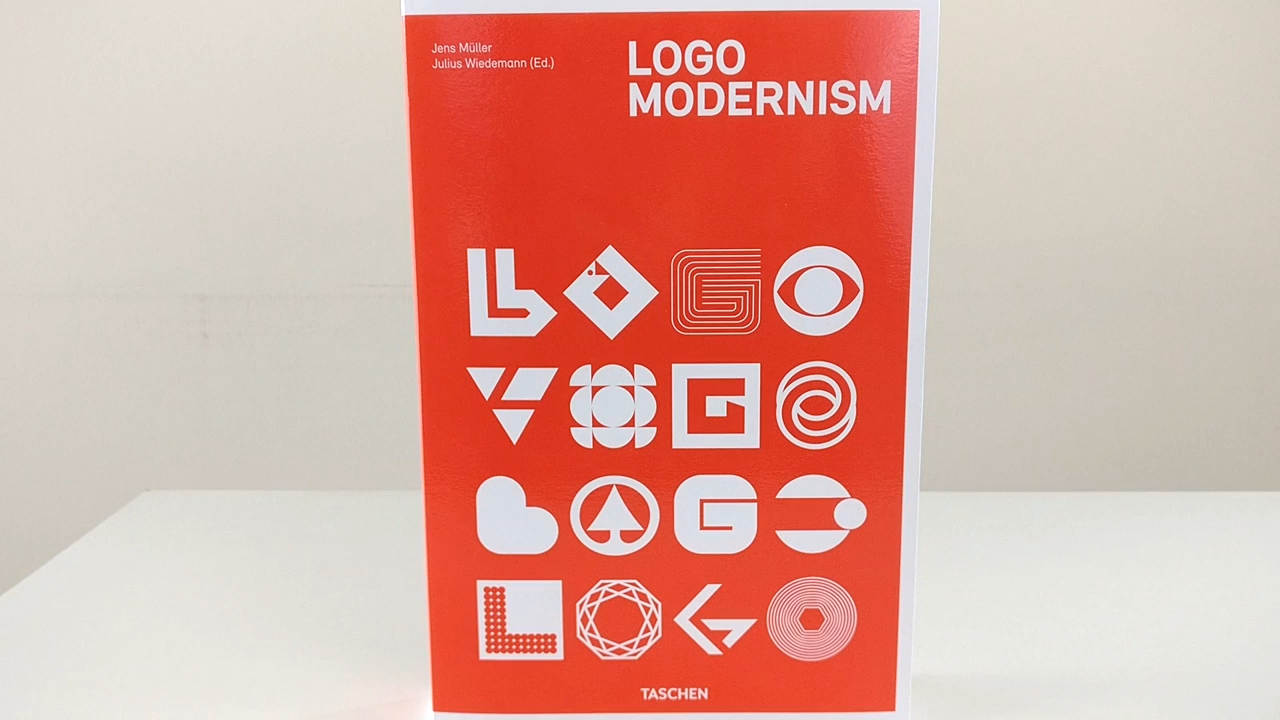 Jens Müller
Julius Wiedemann (Ed.)
LOGO
MODERNISM
TASCHEN